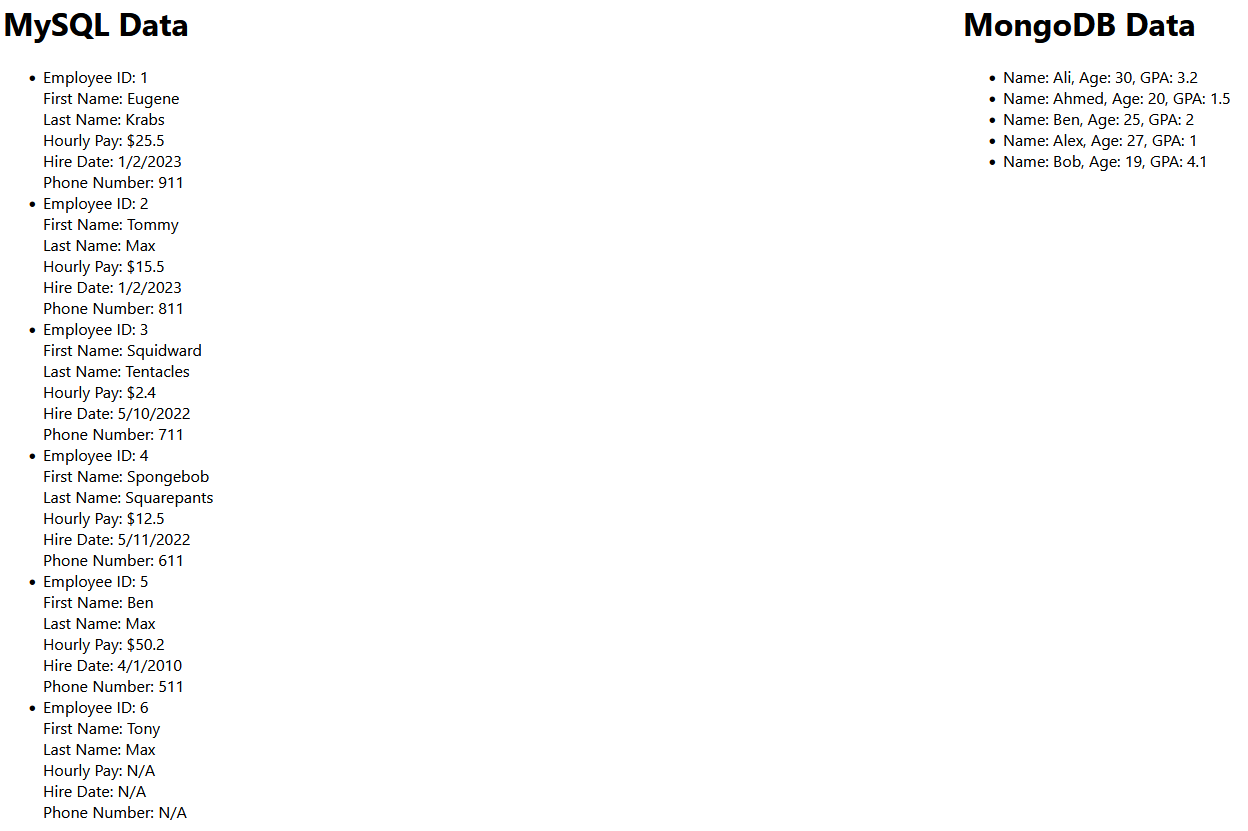 MySQL Data
• Employee ID: 1
First Name: Eugene
Last Name: Krabs
Hourly Pay: $25.5
Hire Date: 1/2/2023
Phone Number: 911
• Employee ID: 2
First Name: Tommy
Last Name: Max
Hourly Pay: $15.5
Hire Date: 1/2/2023
Phone Number: 811
• Employee ID: 3
First Name: Squidward
Last Name: Tentacles
Hourly Pay: $2.4
Hire Date: 5/10/2022
Phone Number: 711
• Employee ID: 4
First Name: Spongebob
Last Name: Squarepants
Hourly Pay: $12.5
Hire Date: 5/11/2022
Phone Number: 611
• Employee ID: 5
First Name: Ben
Last Name: Max
Hourly Pay: $50.2
Hire Date: 4/1/2010
Phone Number: 511
• Employee ID: 6
First Name: Tony
Last Name: Max
Hourly Pay: N/A
Hire Date: N/A
Phone Number: N/A
MongoDB Data
• Name: Ali, Age: 30, GPA: 3.2
• Name: Ahmed, Age: 20, GPA: 1.5
• Name: Ben, Age: 25, GPA: 2
• Name: Alex, Age: 27, GPA: 1
• Name: Bob, Age: 19, GPA: 4.1